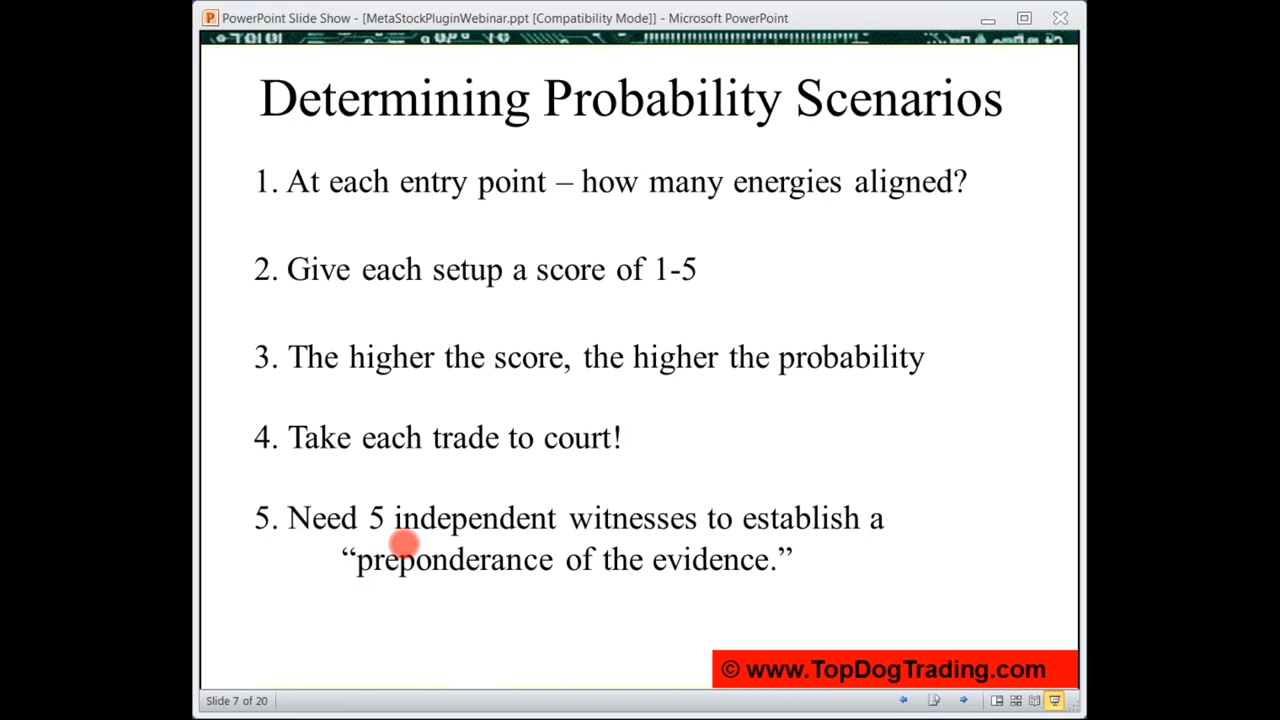 PowerPoint Slide Show - [MetaStockPluginWebinar.ppt [Compatibility Mode]] - Microsoft PowerPoint
Determining Probability Scenarios
1. At each entry point – how many energies aligned?
2. Give each setup a score of 1-5
3. The higher the score, the higher the probability
4. Take each trade to court!
5. Need 5 independent witnesses to establish a
“preponderance of the evidence.”
© www.TopDogTrading.com
Slide 7 of 20